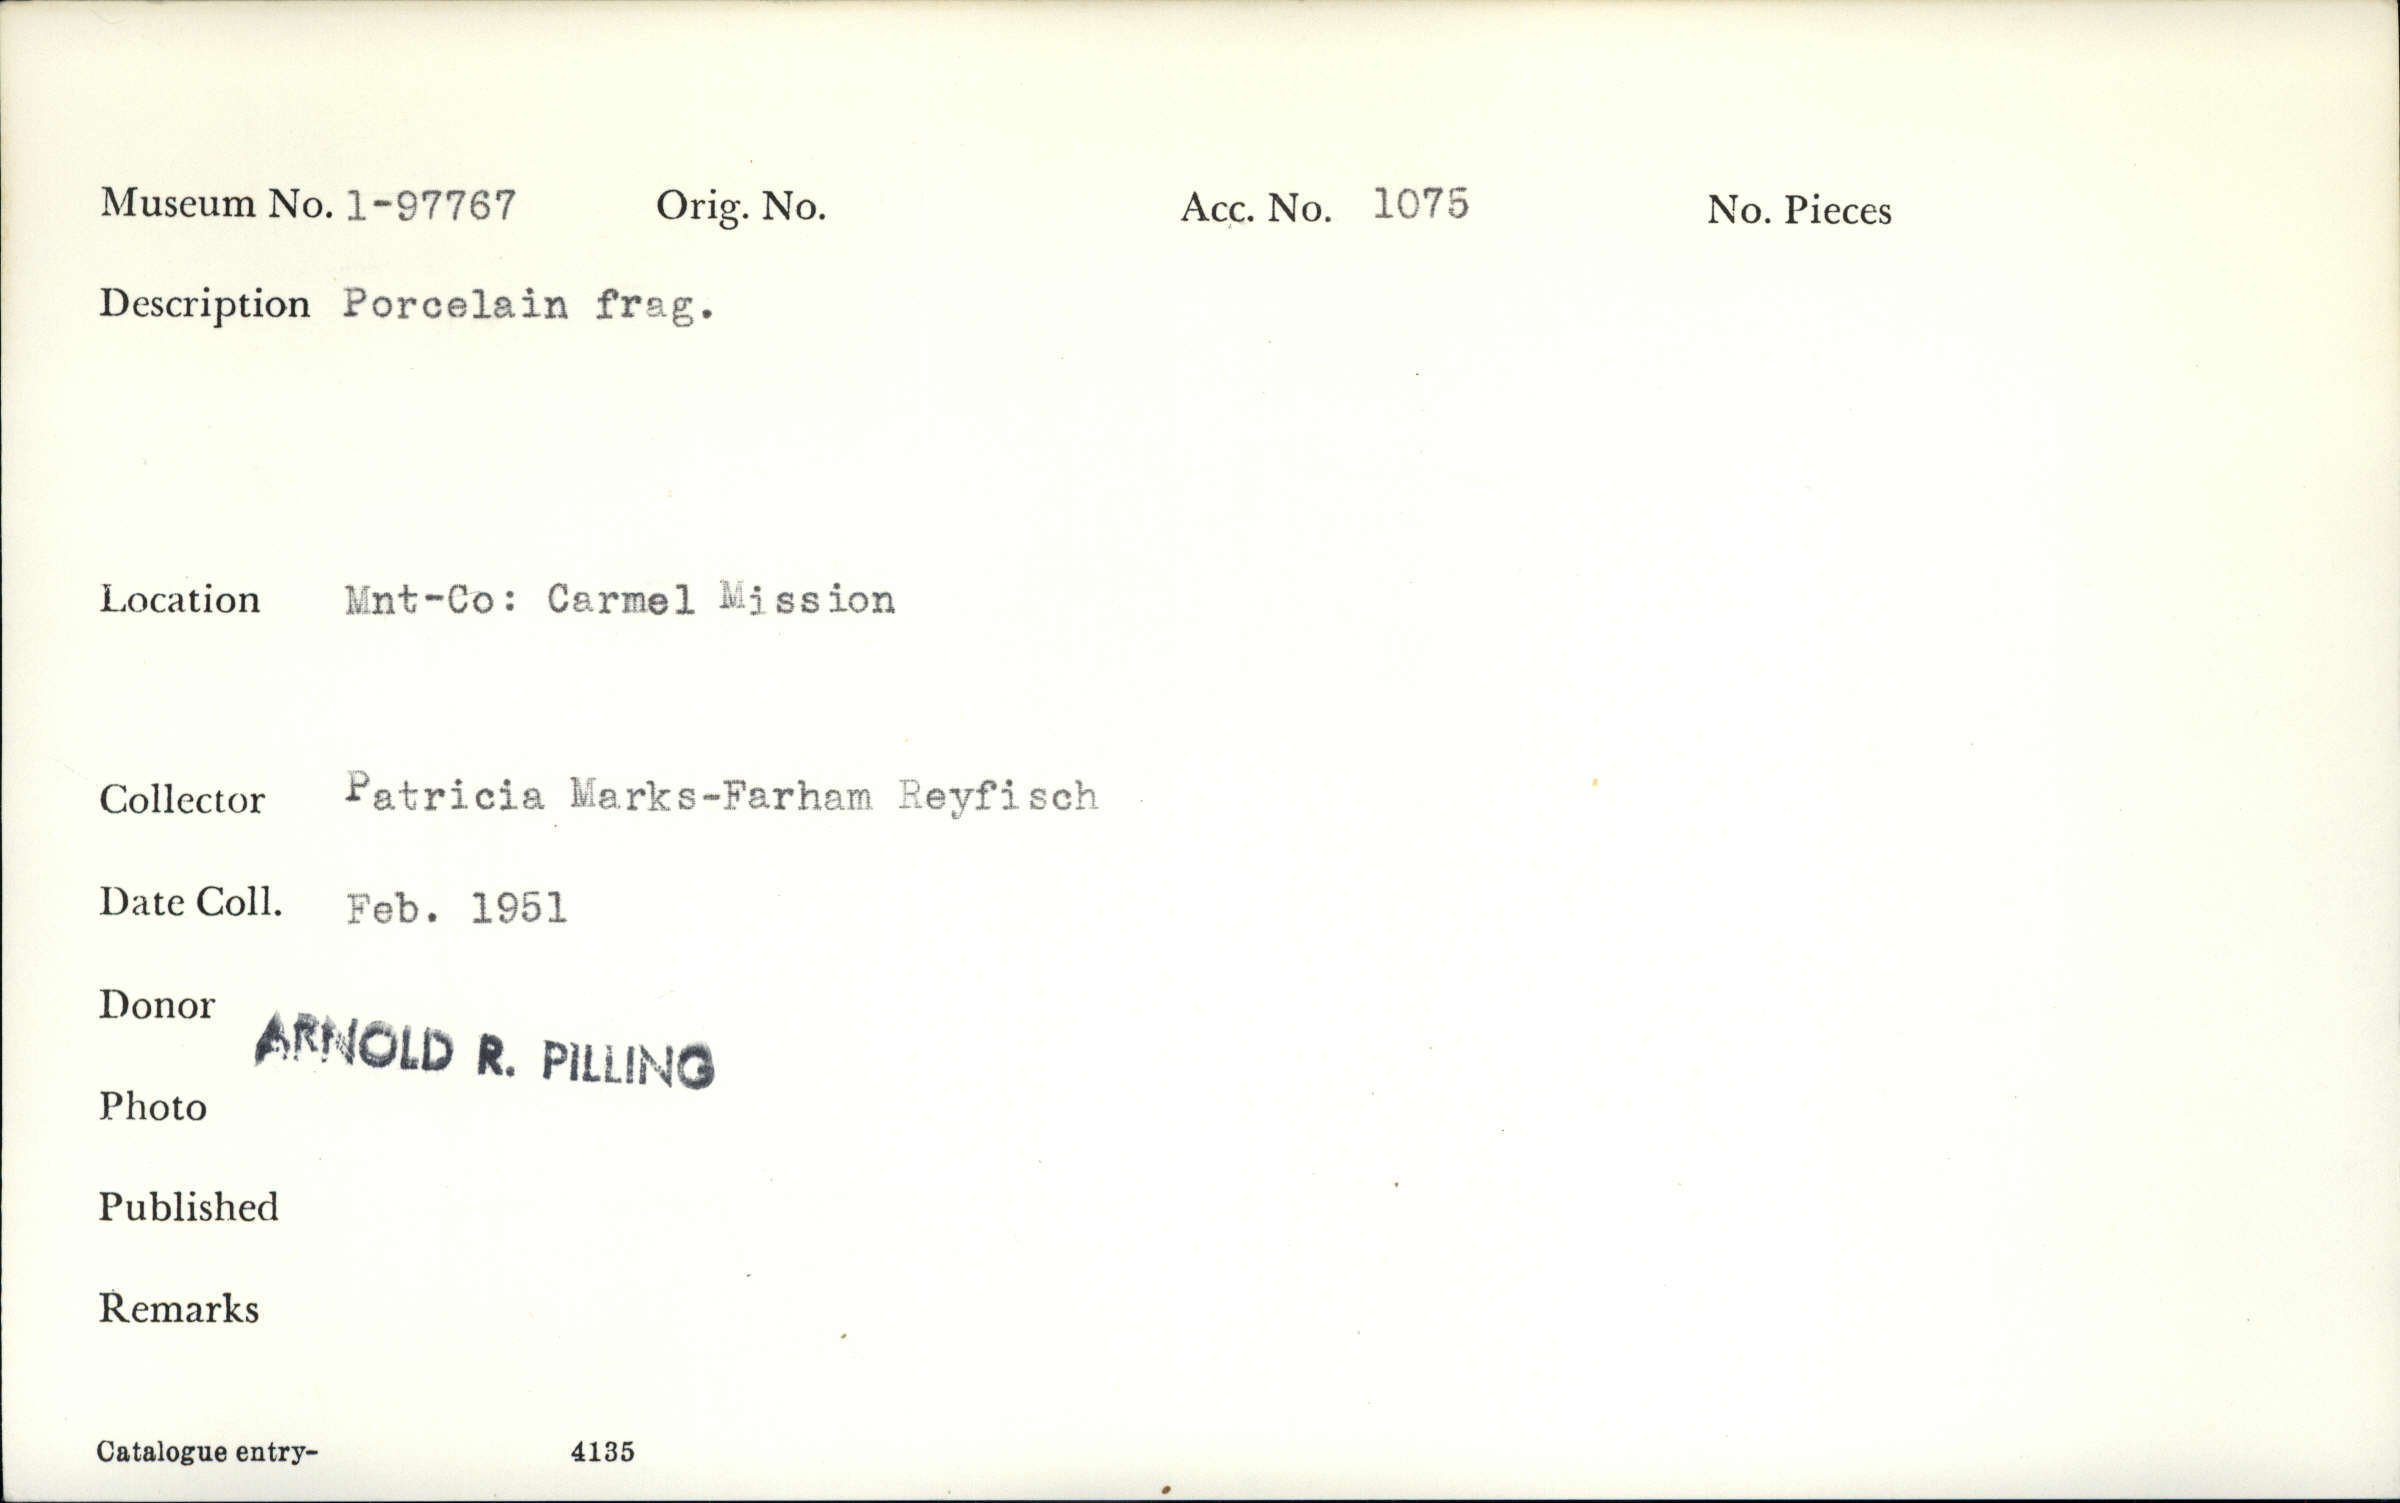 Museum No. 1-97767 Orig. No. Acc. No. 1075 No. Pieces
Description Porcelain frag.
Location Mnt-Co: Carmel Mission
Collector Patricia Marks-Farham Reyfisch
Date Coll. Feb. 1951
Donor ARNOLD R. PILLING
Photo
Published
Remarks
Catalogue entry- 4135